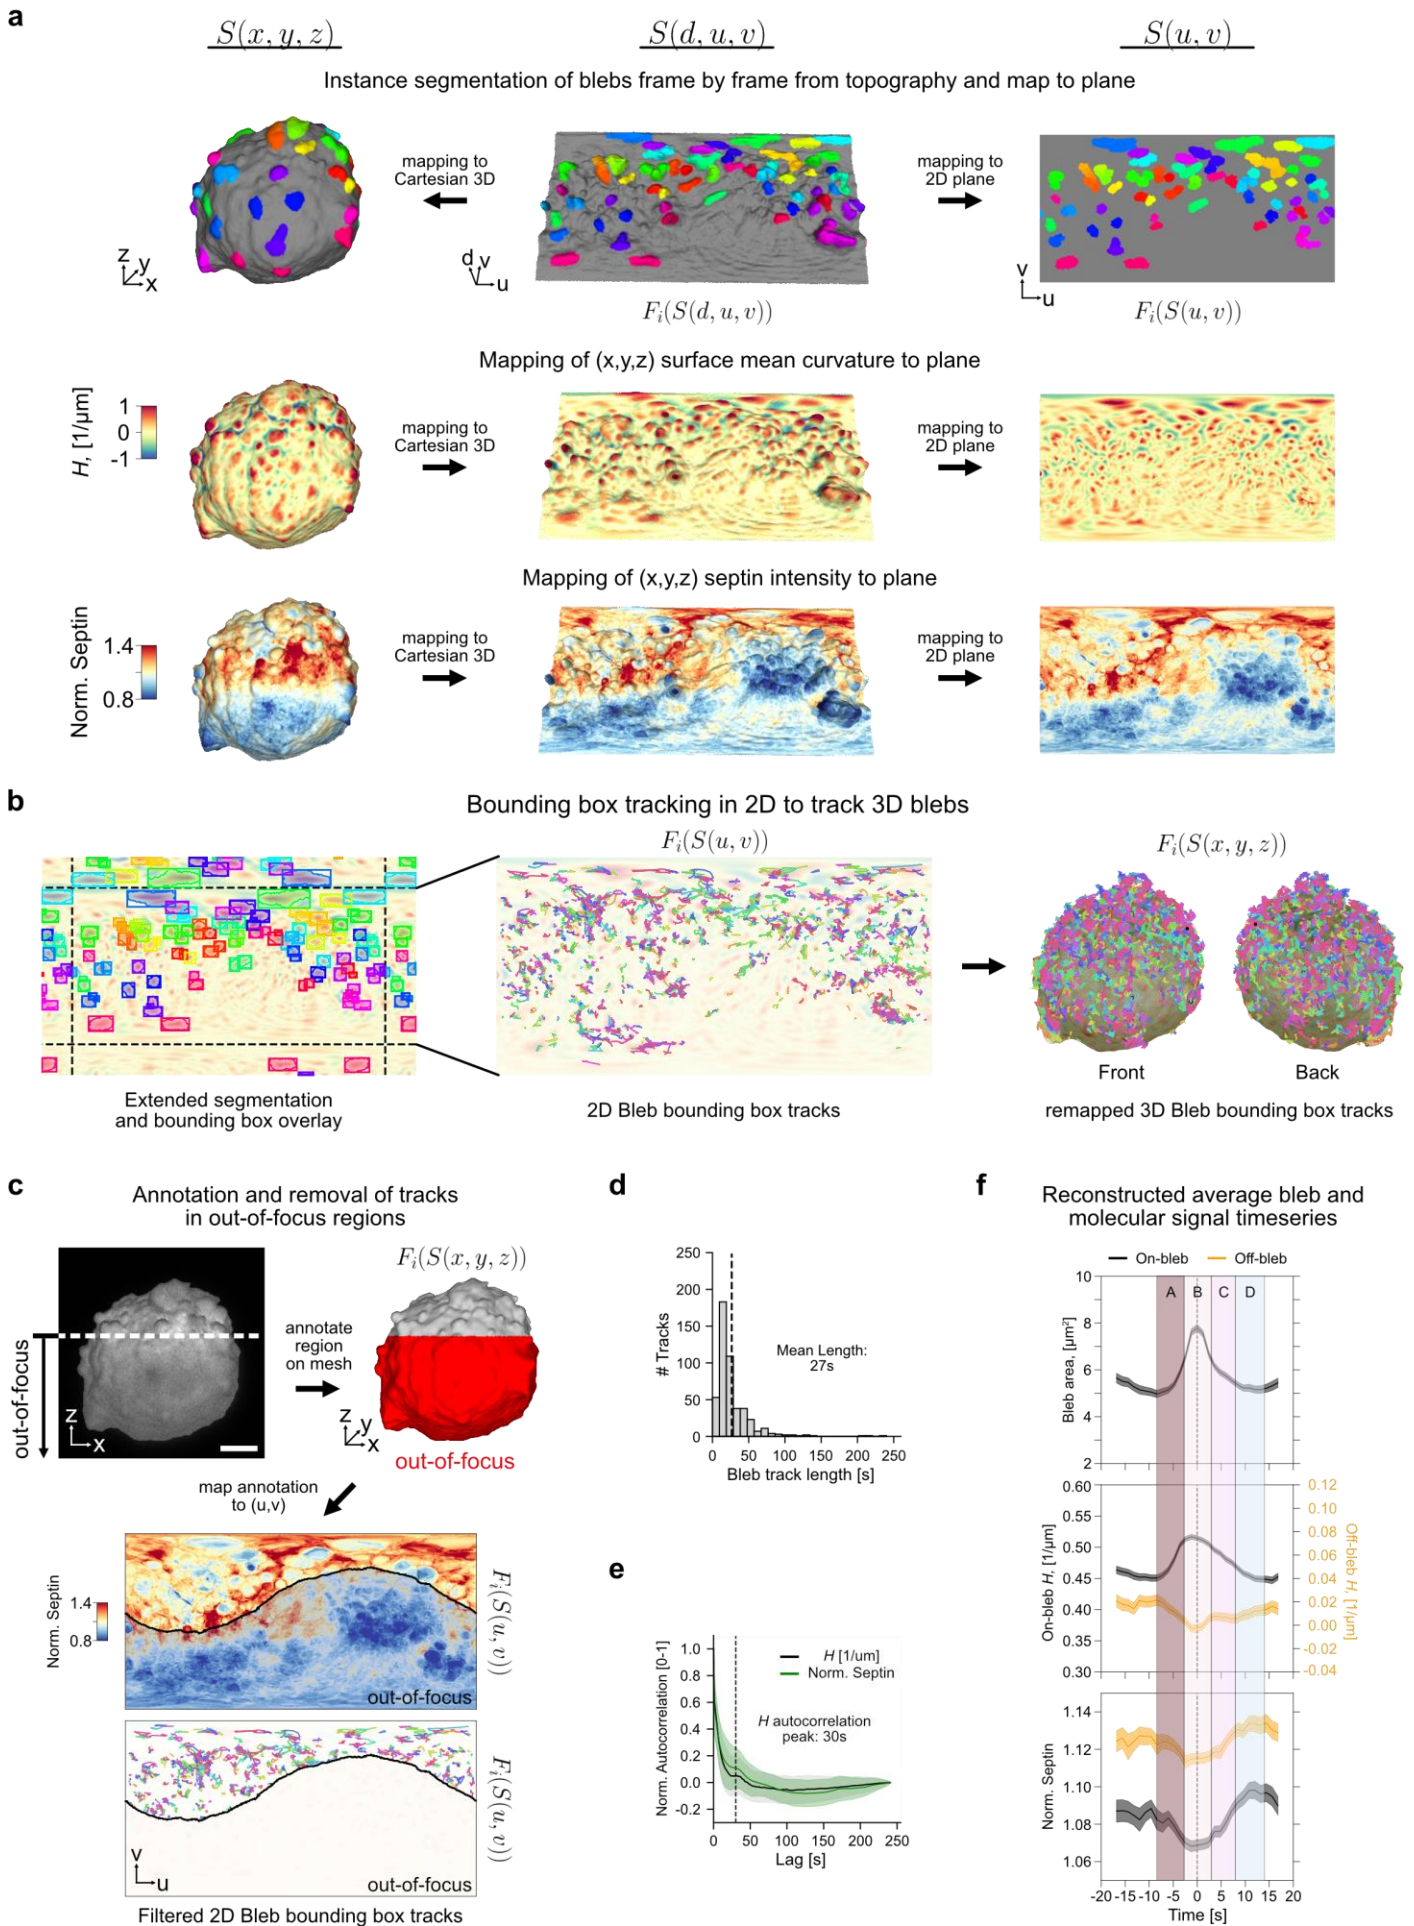 a
S(x, y, z)
S(d, u, v)
S(u, v)
Instance segmentation of blebs frame by frame from topography and map to plane
mapping to
Cartesian 3D
mapping to
2D plane
z
y
x
d v
u
v
u
F_i(S(d, u, v))
F_i(S(u, v))
Mapping of (x,y,z) surface mean curvature to plane
H, [1/μm]
1
0
-1
mapping to
Cartesian 3D
mapping to
2D plane
Mapping of (x,y,z) septin intensity to plane
Norm. Septin
1.4
0.8
mapping to
Cartesian 3D
mapping to
2D plane
b
Bounding box tracking in 2D to track 3D blebs
F_i(S(u, v))
F_i(S(x, y, z))
Front
Back
Extended segmentation
and bounding box overlay
2D Bleb bounding box tracks
remapped 3D Bleb bounding box tracks
c
Annotation and removal of tracks
in out-of-focus regions
out-of-focus
z
x
annotate
region
on mesh
F_i(S(x, y, z))
z
y
x
out-of-focus
map annotation
to (u,v)
Norm. Septin
1.4
0.8
out-of-focus
F_i(S(u, v))
v
u
out-of-focus
F_i(S(u, v))
Filtered 2D Bleb bounding box tracks
d
# Tracks
250
200
150
100
50
0
Mean Length:
27s
0 50 100 150 200 250
Bleb track length [s]
e
Norm. Autocorrelation [0-1]
1.0
0.8
0.6
0.4
0.2
0.0
-0.2
H [1/um]
Norm. Septin
H autocorrelation
peak: 30s
0 50 100 150 200 250
Lag [s]
f
Reconstructed average bleb and
molecular signal timeseries
On-bleb
Off-bleb
A B C D
Bleb area, [μm²]
10
8
6
4
2
On-bleb H, [1/μm]
0.60
0.55
0.50
0.45
0.40
0.35
0.30
0.12
0.10
0.08
0.06
0.04
0.02
0.00
-0.02
-0.04
Off-bleb H, [1/μm]
Norm. Septin
1.14
1.12
1.10
1.08
1.06
-20 -15 -10 -5 0 5 10 15 20
Time [s]